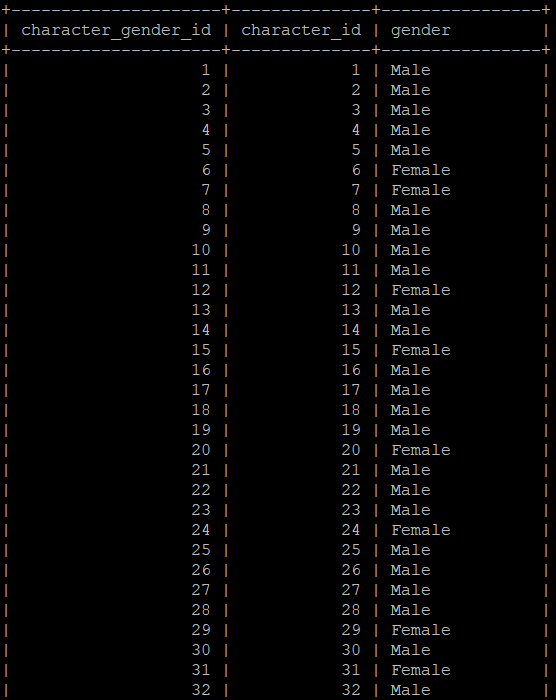 +---------------------+--------------+----------------+
| character_gender_id | character_id | gender         |
+---------------------+--------------+----------------+
|                   1 |            1 | Male           |
|                   2 |            2 | Male           |
|                   3 |            3 | Male           |
|                   4 |            4 | Male           |
|                   5 |            5 | Male           |
|                   6 |            6 | Female         |
|                   7 |            7 | Female         |
|                   8 |            8 | Male           |
|                   9 |            9 | Male           |
|                  10 |           10 | Male           |
|                  11 |           11 | Male           |
|                  12 |           12 | Female         |
|                  13 |           13 | Male           |
|                  14 |           14 | Male           |
|                  15 |           15 | Female         |
|                  16 |           16 | Male           |
|                  17 |           17 | Male           |
|                  18 |           18 | Male           |
|                  19 |           19 | Male           |
|                  20 |           20 | Female         |
|                  21 |           21 | Male           |
|                  22 |           22 | Male           |
|                  23 |           23 | Male           |
|                  24 |           24 | Female         |
|                  25 |           25 | Male           |
|                  26 |           26 | Male           |
|                  27 |           27 | Male           |
|                  28 |           28 | Male           |
|                  29 |           29 | Female         |
|                  30 |           30 | Male           |
|                  31 |           31 | Female         |
|                  32 |           32 | Male           |